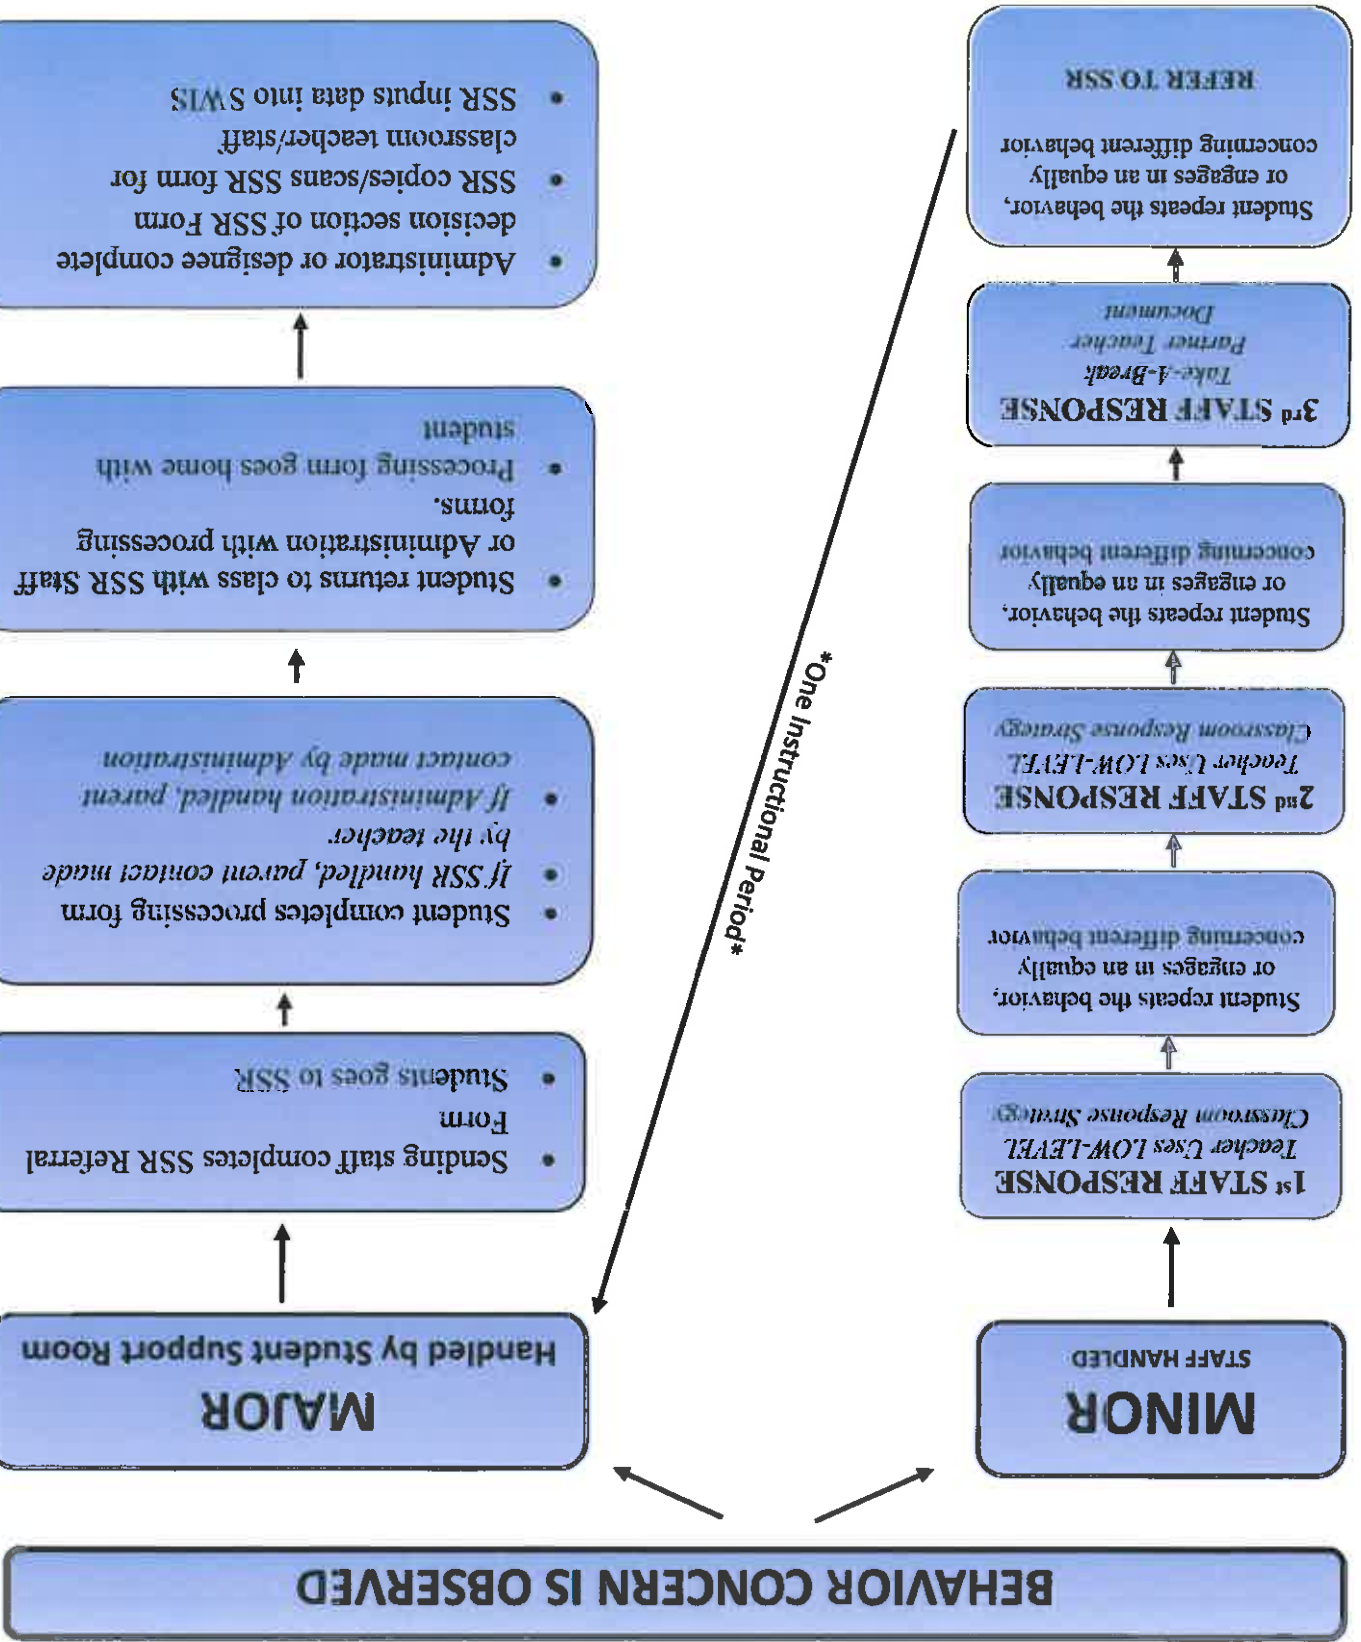 BEHAVIOR CONCERN IS OBSERVED
MINOR
STAFF HANDLED
1st STAFF RESPONSE
Teacher Uses LOW-LEVEL
Classroom Response Strategy
Student repeats the behavior,
or engages in an equally
concerning different behavior
2nd STAFF RESPONSE
Teacher Uses LOW-LEVEL
Classroom Response Strategy
Student repeats the behavior,
or engages in an equally
concerning different behavior
3rd STAFF RESPONSE
Take-A-Break
Partner Teacher
Document
Student repeats the behavior,
or engages in an equally
concerning different behavior
REFER TO SSR
*One Instructional Period*
MAJOR
Handled by Student Support Room
• Sending staff completes SSR Referral
Form
• Students goes to SSR
• Student completes processing form
• If SSR handled, parent contact made
by the teacher
• If Administration handled, parent
contact made by Administration
• Student returns to class with SSR Staff
or Administration with processing
forms.
• Processing form goes home with
student
• Administrator or designee complete
decision section of SSR Form
• SSR copies/scans SSR form for
classroom teacher/staff
• SSR inputs data into SWIS